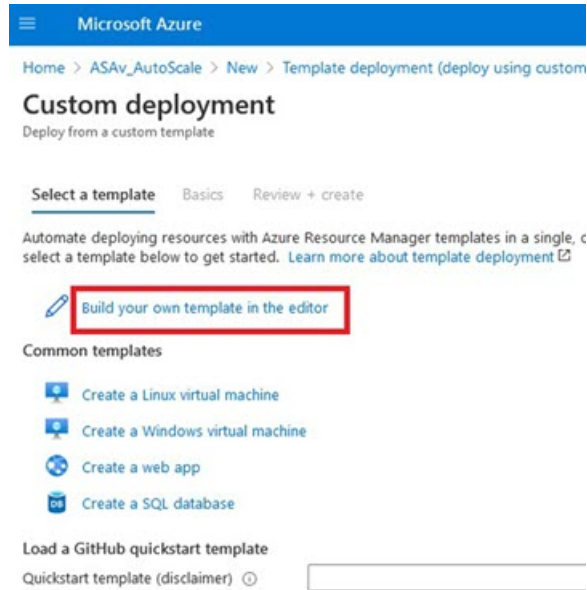 Microsoft Azure
Home > ASAv_AutoScale > New > Template deployment (deploy using custom
Custom deployment
Deploy from a custom template
Select a template Basics Review + create
Automate deploying resources with Azure Resource Manager templates in a single,
select a template below to get started. Learn more about template deployment
Build your own template in the editor
Common templates
Create a Linux virtual machine
Create a Windows virtual machine
Create a web app
Create a SQL database
Load a GitHub quickstart template
Quickstart template (disclaimer)